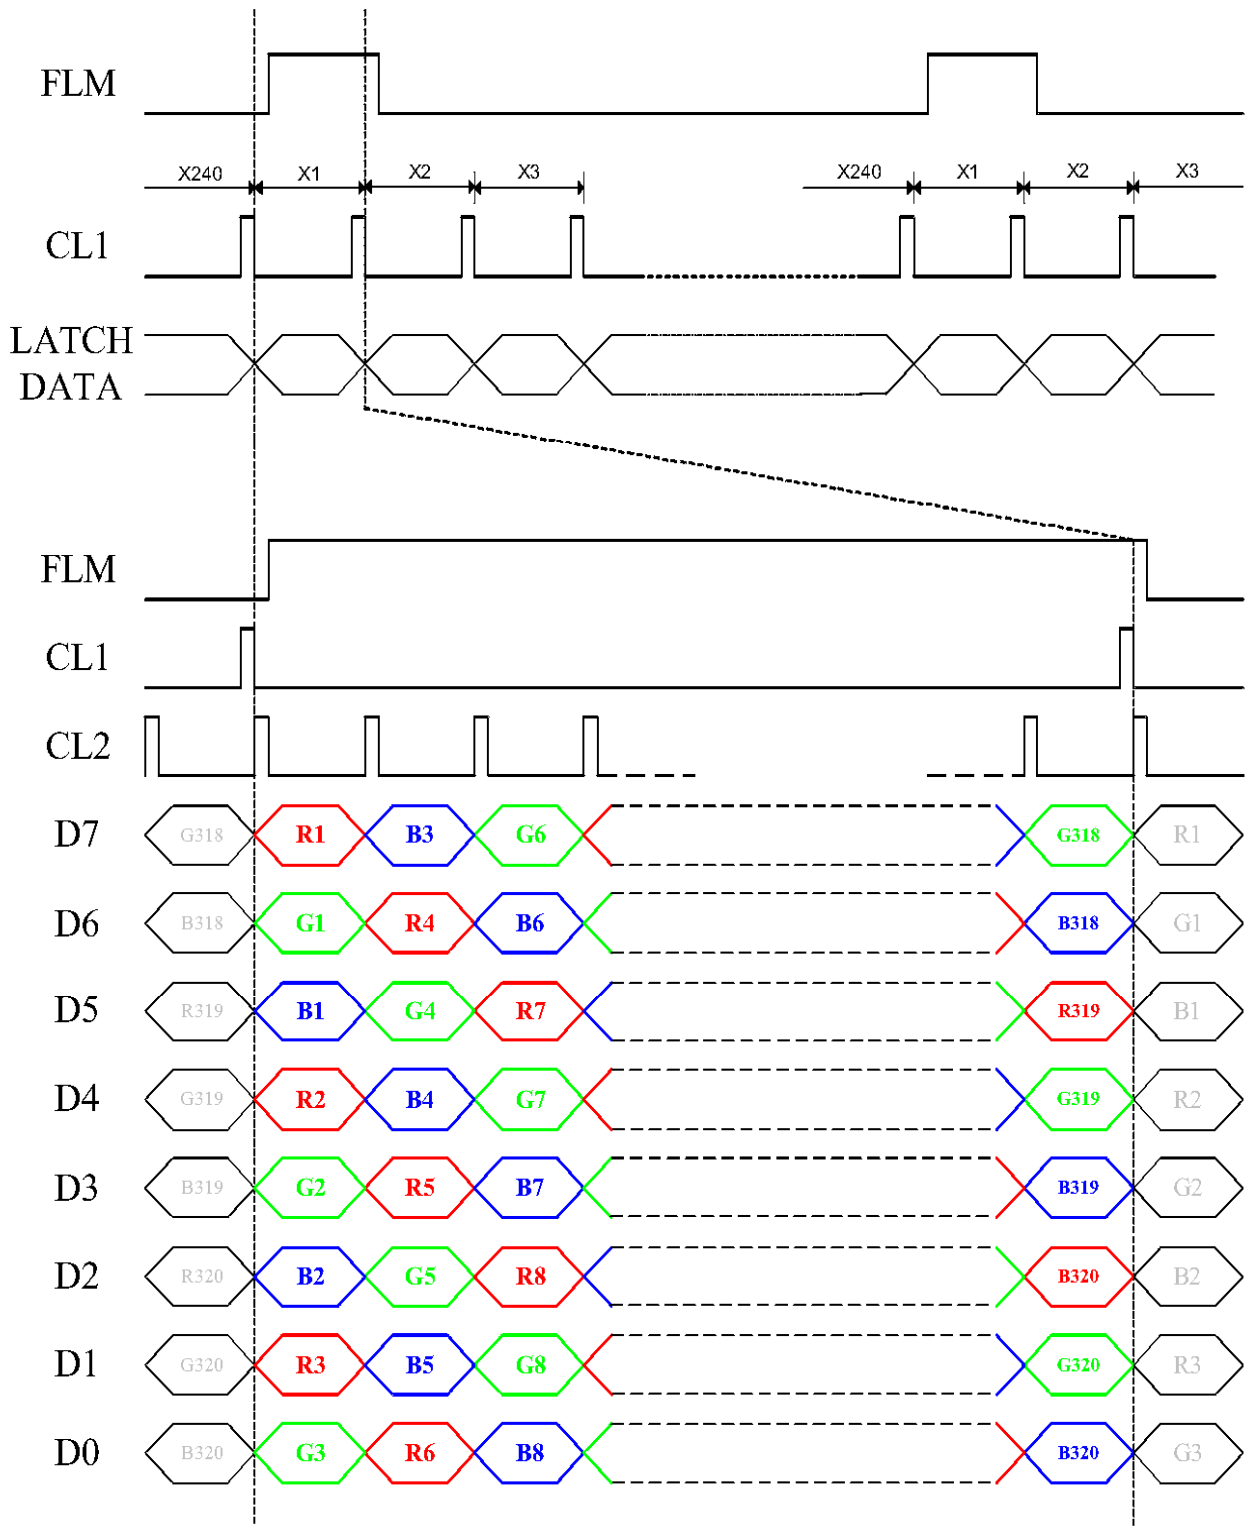 FLM
X240 X1 X2 X3 X240 X1 X2 X3
CL1
LATCH
DATA
FLM
CL1
CL2
D7 G318 R1 B3 G6 G318 R1
D6 B318 G1 R4 B6 B318 G1
D5 R319 B1 G4 R7 R319 B1
D4 G319 R2 B4 G7 G319 R2
D3 B319 G2 R5 B7 B319 G2
D2 R320 B2 G5 R8 B320 B2
D1 G320 R3 B5 G8 G320 R3
D0 B320 G3 R6 B8 B320 G3